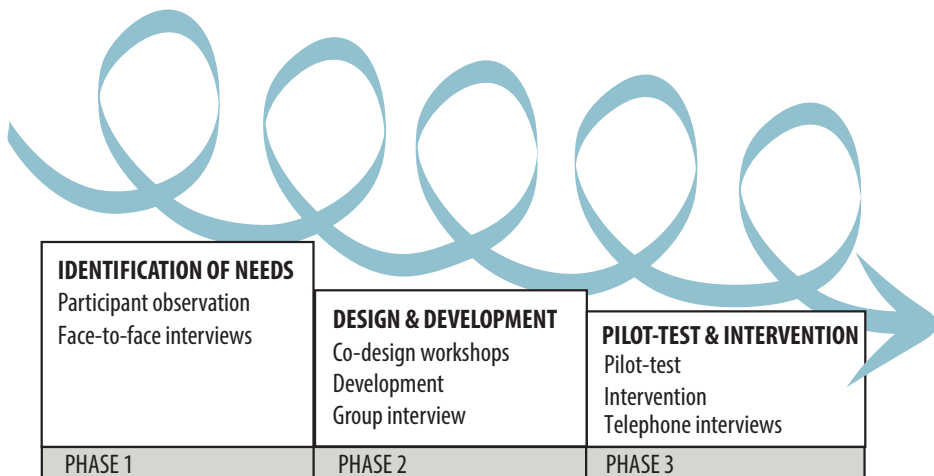 IDENTIFICATION OF NEEDS
Participant observation
Face-to-face interviews
PHASE 1
DESIGN & DEVELOPMENT
Co-design workshops
Development
Group interview
PHASE 2
PILOT-TEST & INTERVENTION
Pilot-test
Intervention
Telephone interviews
PHASE 3